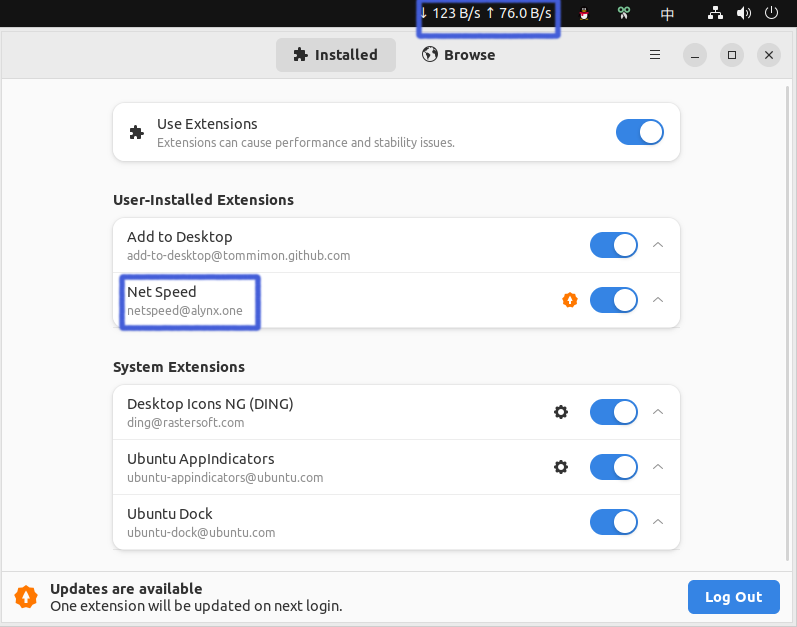 ↓ 123 B/s ↑ 76.0 B/s 中
Installed Browse
Use Extensions
Extensions can cause performance and stability issues.
User-Installed Extensions
Add to Desktop
add-to-desktop@tommimon.github.com
Net Speed
netspeed@alynx.one
System Extensions
Desktop Icons NG (DING)
ding@rastersoft.com
Ubuntu AppIndicators
ubuntu-appindicators@ubuntu.com
Ubuntu Dock
ubuntu-dock@ubuntu.com
Updates are available
One extension will be updated on next login.
Log Out